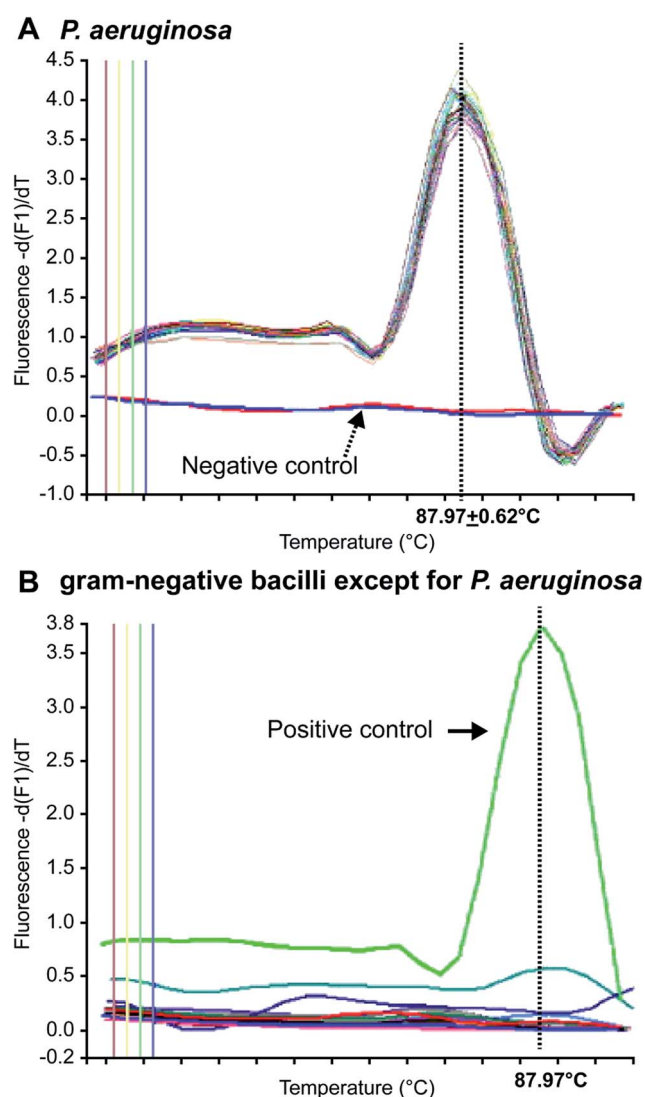 A P. aeruginosa
4.5
4.0
3.5
3.0
2.5
2.0
1.5
1.0
0.5
0.0
-0.5
-1.0
Fluorescence -d(F1)/dT
Negative control
87.97±0.62°C
Temperature (°C)
B gram-negative bacilli except for P. aeruginosa
3.8
3.5
3.0
2.5
2.0
1.5
1.0
0.5
0.0
-0.2
Fluorescence -d(F1)/dT
Positive control
87.97°C
Temperature (°C)